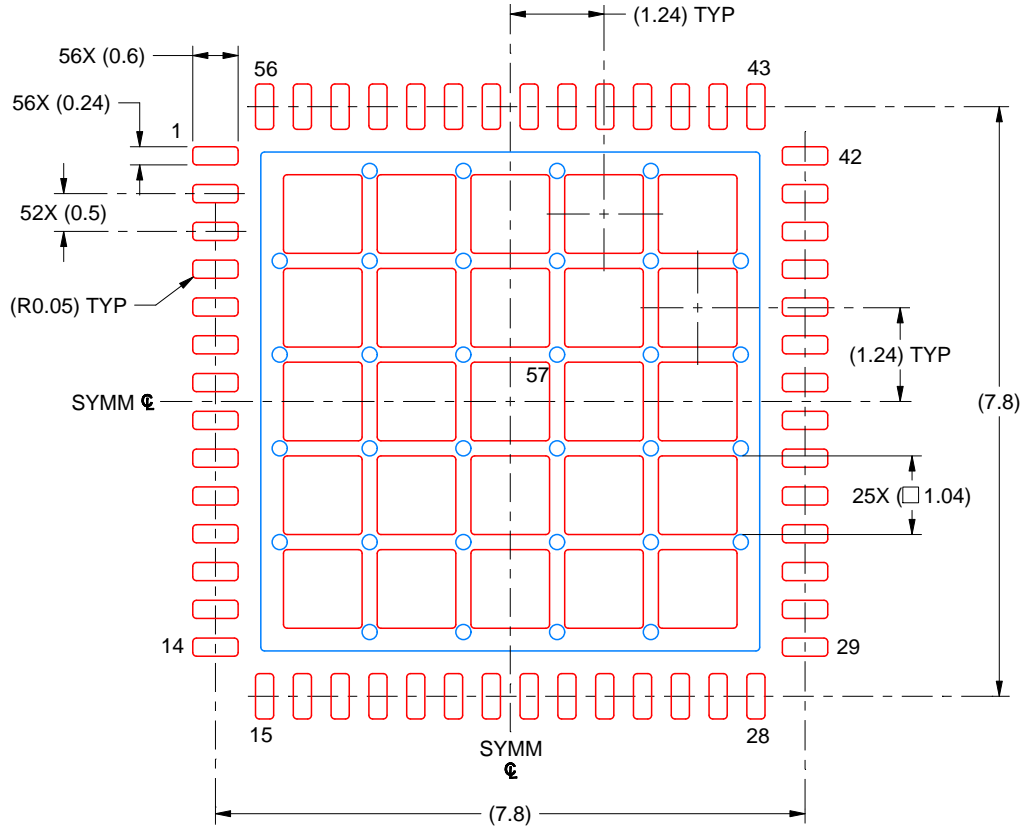 (1.24) TYP
56X (0.6)
56
43
56X (0.24)
1
42
52X (0.5)
(R0.05) TYP
(1.24) TYP
57
SYMM ℄
(7.8)
25X (□ 1.04)
14
29
15
28
SYMM
℄
(7.8)